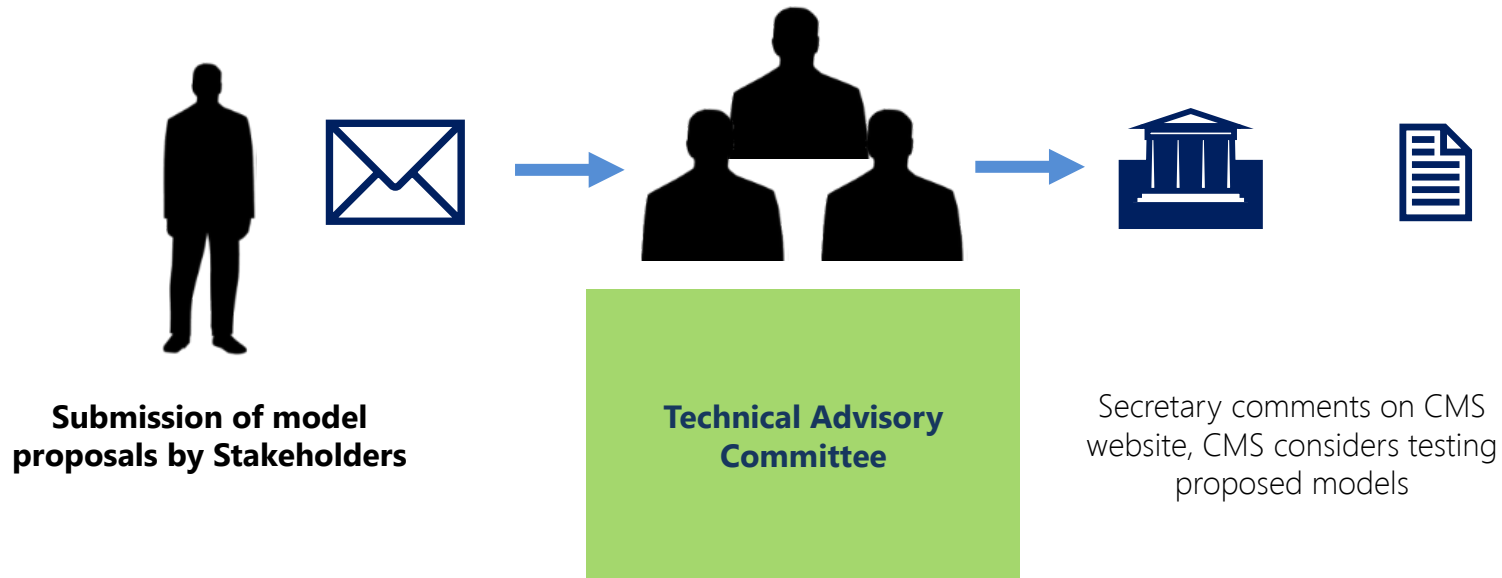 Submission of model
proposals by Stakeholders
Technical Advisory
Committee
Secretary comments on CMS
website, CMS considers testing
proposed models